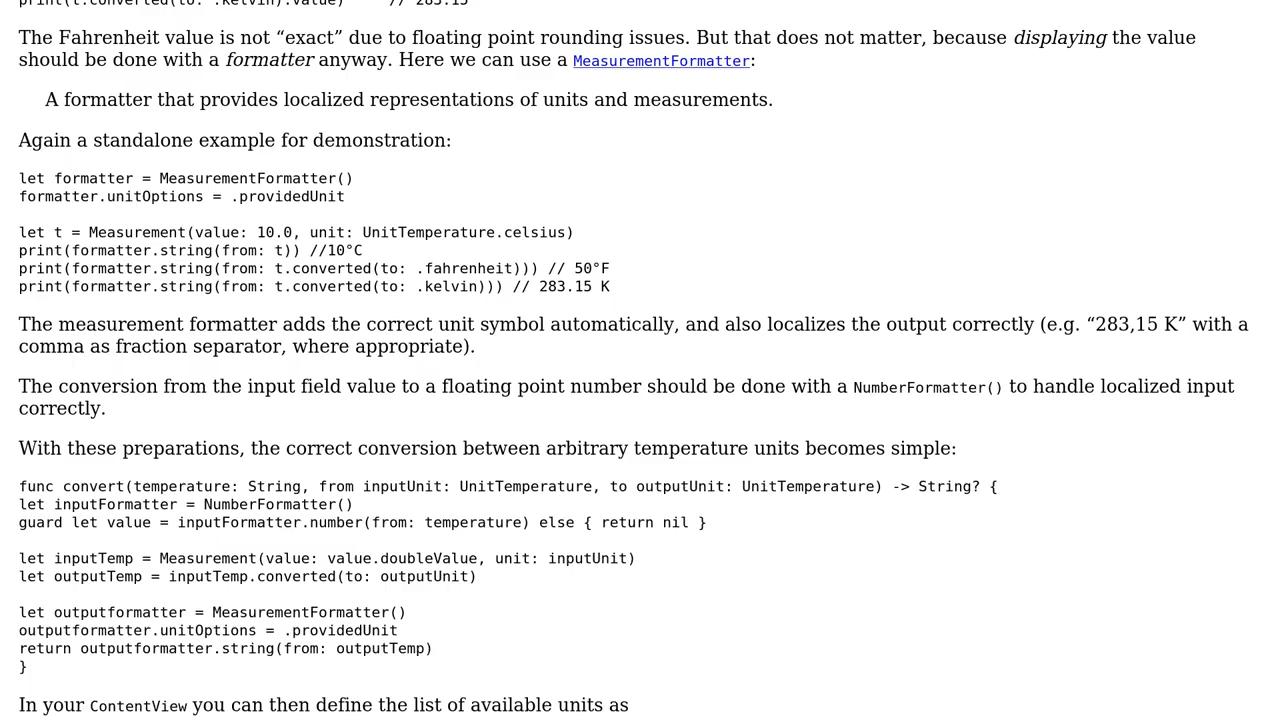 print(t.converted(to: .kelvin).value) // 283.15
The Fahrenheit value is not “exact” due to floating point rounding issues. But that does not matter, because displaying the value
should be done with a formatter anyway. Here we can use a MeasurementFormatter:
A formatter that provides localized representations of units and measurements.
Again a standalone example for demonstration:
let formatter = MeasurementFormatter()
formatter.unitOptions = .providedUnit
let t = Measurement(value: 10.0, unit: UnitTemperature.celsius)
print(formatter.string(from: t)) //10°C
print(formatter.string(from: t.converted(to: .fahrenheit))) // 50°F
print(formatter.string(from: t.converted(to: .kelvin))) // 283.15 K
The measurement formatter adds the correct unit symbol automatically, and also localizes the output correctly (e.g. “283,15 K” with a
comma as fraction separator, where appropriate).
The conversion from the input field value to a floating point number should be done with a NumberFormatter() to handle localized input
correctly.
With these preparations, the correct conversion between arbitrary temperature units becomes simple:
func convert(temperature: String, from inputUnit: UnitTemperature, to outputUnit: UnitTemperature) -> String? {
let inputFormatter = NumberFormatter()
guard let value = inputFormatter.number(from: temperature) else { return nil }
let inputTemp = Measurement(value: value.doubleValue, unit: inputUnit)
let outputTemp = inputTemp.converted(to: outputUnit)
let outputformatter = MeasurementFormatter()
outputformatter.unitOptions = .providedUnit
return outputformatter.string(from: outputTemp)
}
In your ContentView you can then define the list of available units as